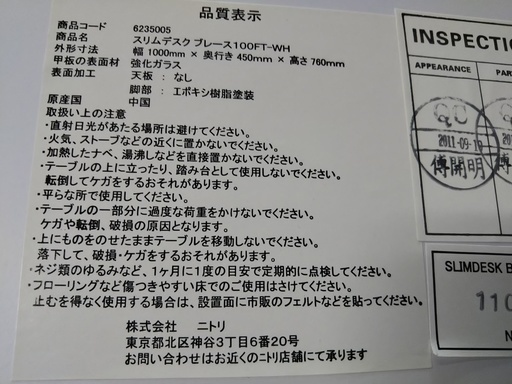 品質表示
商品コード 6235005
商品名 スリムデスク ブレース100FT-WH
外形寸法 幅 1000mm × 奥行き 450mm × 高さ 760mm
甲板の表面材 強化ガラス
表面加工 天板 : なし
脚部 : エポキシ樹脂塗装
原産国 中国
取扱い上の注意
・直射日光があたる場所は避けてください。
・火気、ストーブなどの近くに置かないでください。
・加熱したナベ、湯沸しなどを直接置かないでください。
・テーブルの上に立ったり、踏み台として使用しないでください。
転倒してケガをするおそれがあります。
・平らな所で使用してください。
・テーブルの一部分に過度な荷重をかけないでください。
ケガや転倒、破損の原因となります。
・上にものをのせたままテーブルを移動しないでください。
落下して、破損・ケガをするおそれがあります。
・ネジ類のゆるみなど、1ヶ月に1度の目安で定期的に点検してください。
・フローリングなど傷つきやすい床でのご使用はさけてください。
止むを得なく使用する場合は、設置面に市販のフェルトなどを貼ってください。
株式会社 ニトリ
東京都北区神谷3丁目6番20号
お問い合わせはお近くのニトリ店舗にて承ります
INSPECTIO
APPEARANCE PAR
QC
2011-09-1
傅開明
SLIMDESK B
110
N